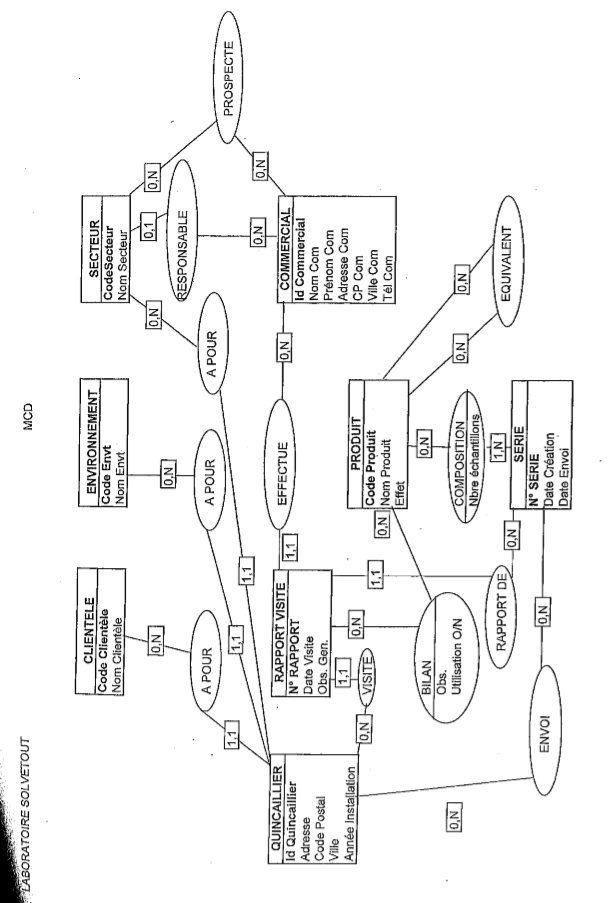 LABORATOIRE SOLVETOUT
MCD
CLIENTELE
Code Clientèle
Nom Clientèle
ENVIRONNEMENT
Code Envt
Nom Envt
SECTEUR
CodeSecteur
Nom Secteur
0,N
0,N
0,N
0,1
0,N
A POUR
A POUR
A POUR
RESPONSABLE
PROSPECTE
1,1
1,1
1,1
0,N
0,N
QUINCAILLIER
Id Quincaillier
Adresse
Code Postal
Ville
Année Installation
RAPPORT VISITE
N° RAPPORT
Date Visite
Obs. Gen.
1,1
EFFECTUE
0,N
COMMERCIAL
Id Commercial
Nom Com
Prénom Com
Adresse Com
CP Com
Ville Com
Tél Com
0,N
VISITE
1,1
0,N
1,1
BILAN
Obs.
Utilisation O/N
0,N
PRODUIT
Code Produit
Nom Produit
Effet
0,N
0,N
EQUIVALENT
0,N
COMPOSITION
Nbre échantillons
1,N
RAPPORT DE
0,N
SERIE
N° SERIE
Date Création
Date Envoi
0,N
ENVOI
0,N